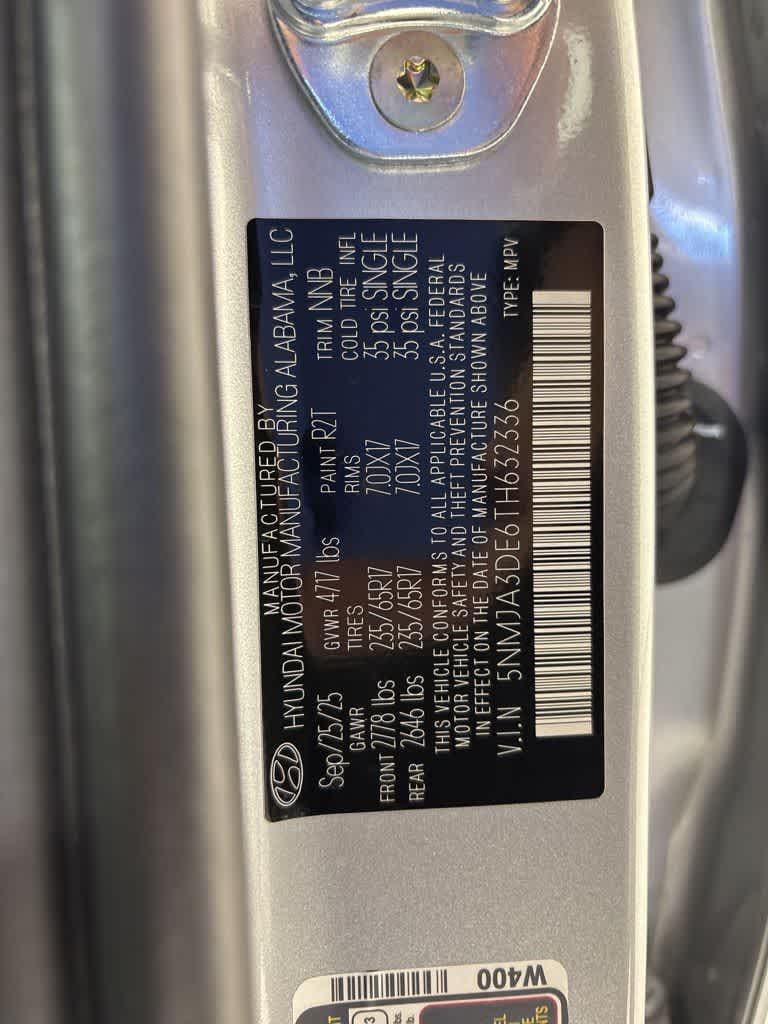 MANUFACTURED BY
HYUNDAI MOTOR MANUFACTURING ALABAMA, LLC
Sep/25/25 GVWR 4717 lbs PAINT R2T TRIM NNB
GAWR TIRES RIMS COLD TIRE INFL
FRONT 2778 lbs 235/65R17 7.0JX17 35 psi SINGLE
REAR 2646 lbs 235/65R17 7.0JX17 35 psi SINGLE
THIS VEHICLE CONFORMS TO ALL APPLICABLE U.S.A. FEDERAL
MOTOR VEHICLE SAFETY AND THEFT PREVENTION STANDARDS
IN EFFECT ON THE DATE OF MANUFACTURE SHOWN ABOVE
V.I.N 5NMJA3DE6TH632336 TYPE: MPV
W400